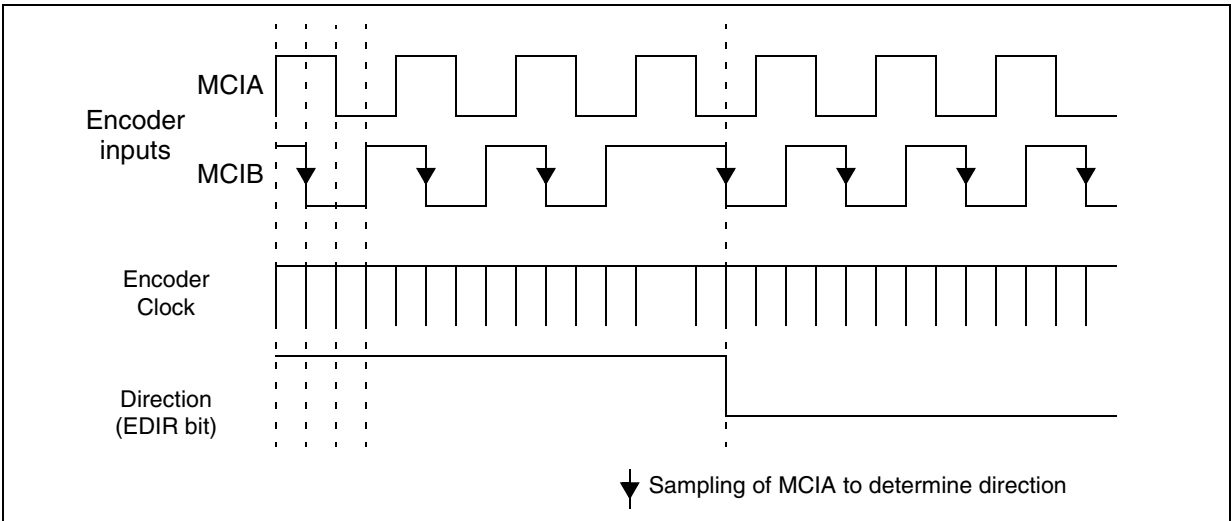 MCIA
Encoder
inputs
MCIB
Encoder
Clock
Direction
(EDIR bit)
Sampling of MCIA to determine direction